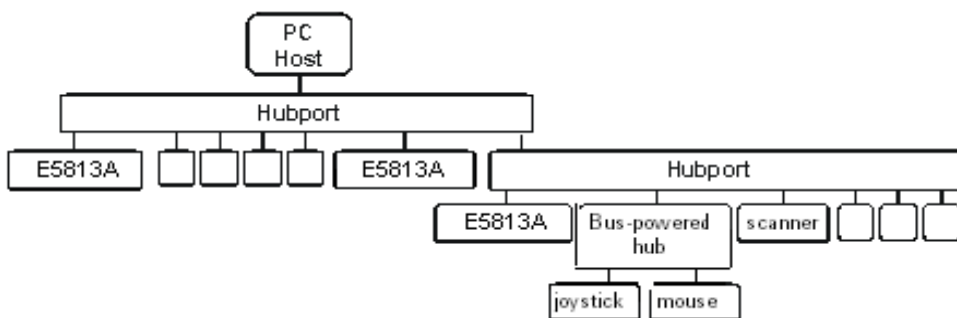 PC
Host
Hubport
E5813A
E5813A
Hubport
E5813A
Bus-powered
hub
scanner
joystick
mouse